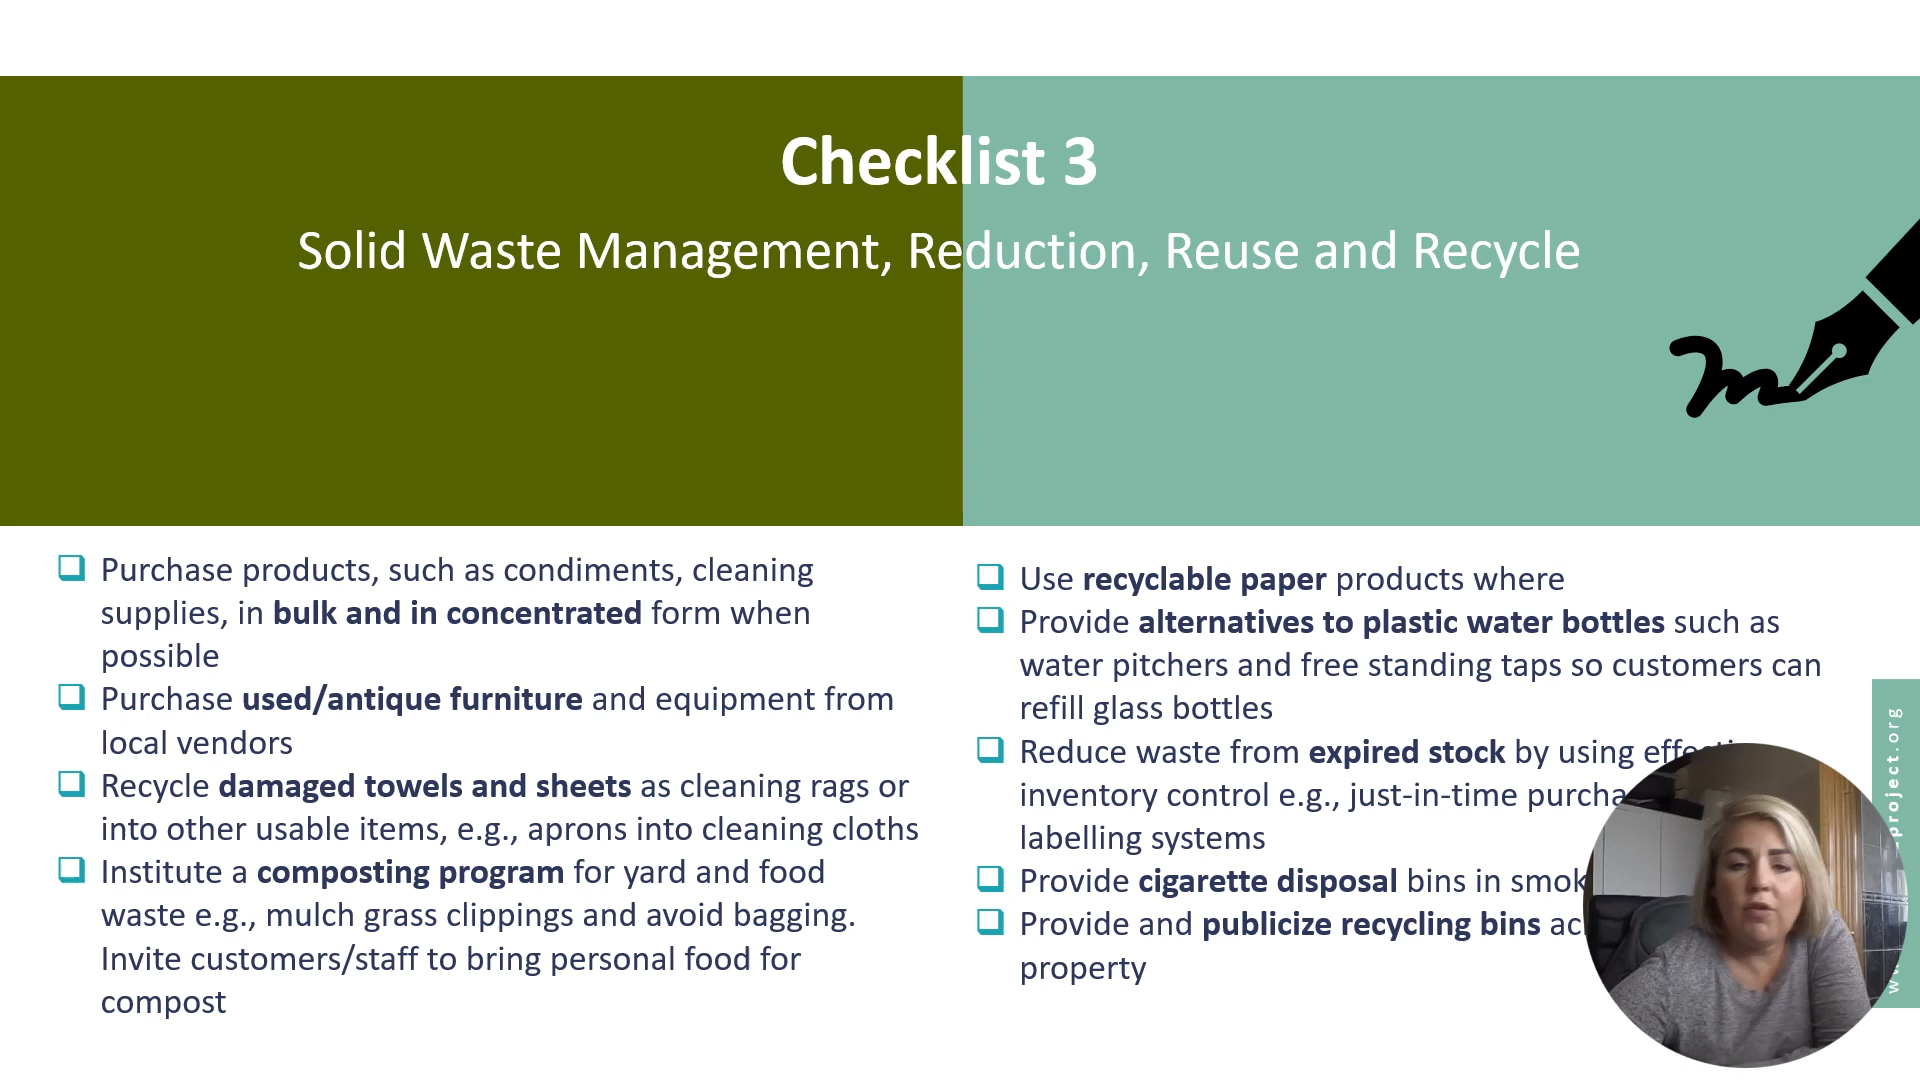 Checklist 3
Solid Waste Management, Reduction, Reuse and Recycle
Purchase products, such as condiments, cleaning
supplies, in bulk and in concentrated form when
possible
Purchase used/antique furniture and equipment from
local vendors
Recycle damaged towels and sheets as cleaning rags or
into other usable items, e.g., aprons into cleaning cloths
Institute a composting program for yard and food
waste e.g., mulch grass clippings and avoid bagging.
Invite customers/staff to bring personal food for
compost
Use recyclable paper products where
Provide alternatives to plastic water bottles such as
water pitchers and free standing taps so customers can
refill glass bottles
Reduce waste from expired stock by using
inventory control e.g., just-in-time
labelling systems
Provide cigarette disposal bins in
Provide and publicize recycling bins
property
project.org